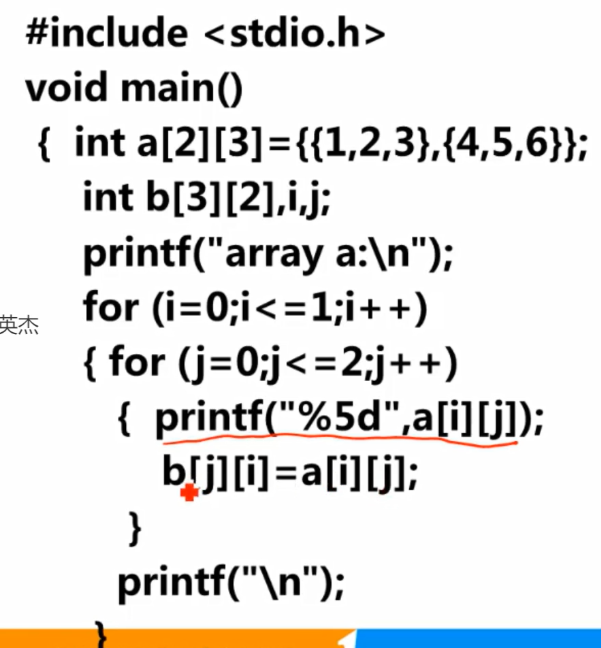 #include <stdio.h>
void main()
{ int a[2][3]={{1,2,3},{4,5,6}};
int b[3][2],i,j;
printf("array a:\n");
for (i=0;i<=1;i++)
英杰
{ for (j=0;j<=2;j++)
{ printf("%5d",a[i][j]);
b[j][i]=a[i][j];
}
printf("\n");
}